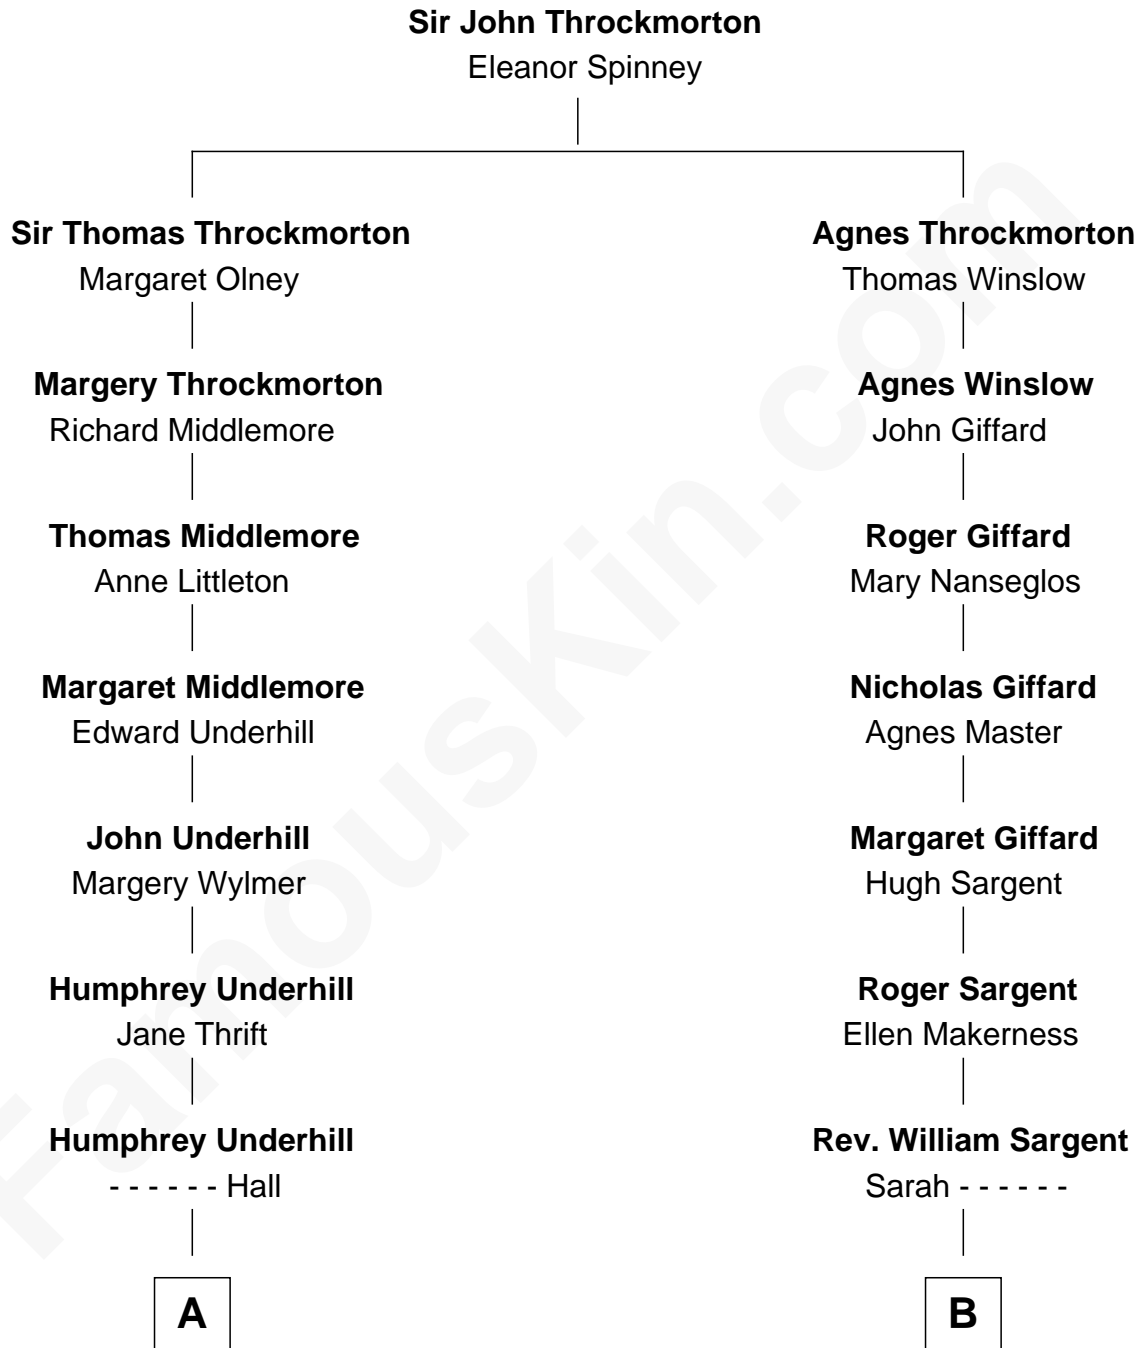 Sir John Throckmorton
Eleanor Spinney
Sir Thomas Throckmorton
Margaret Olney
Agnes Throckmorton
Thomas Winslow
Margery Throckmorton
Richard Middlemore
Agnes Winslow
John Giffard
Thomas Middlemore
Anne Littleton
Roger Giffard
Mary Nanseglos
Margaret Middlemore
Edward Underhill
Nicholas Giffard
Agnes Master
John Underhill
Margery Wylmer
Margaret Giffard
Hugh Sargent
Humphrey Underhill
Jane Thrift
Roger Sargent
Ellen Makerness
Humphrey Underhill
- - - - - - Hall
Rev. William Sargent
Sarah - - - - - -
A
B
FamousKin.com